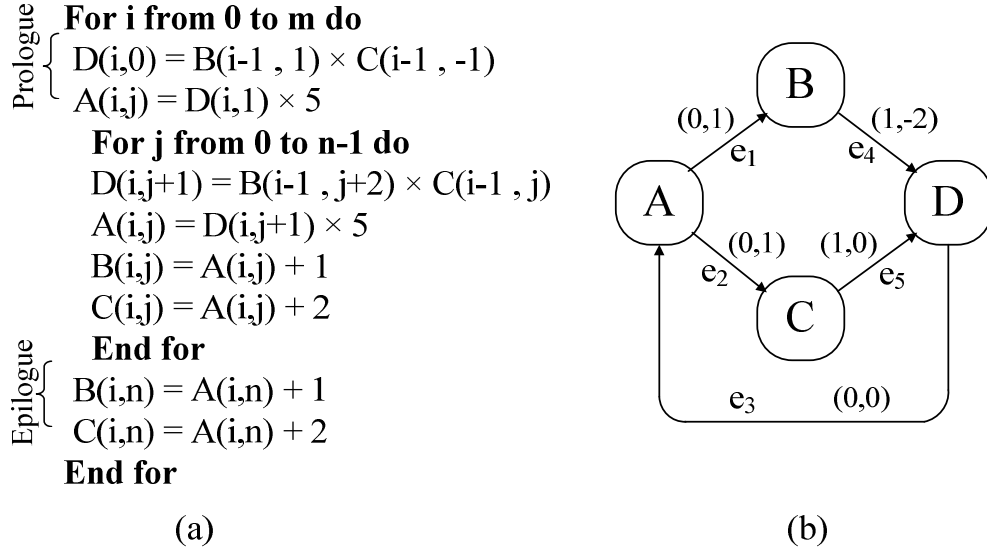 For i from 0 to m do
Prologue
D(i,0) = B(i-1 , 1) × C(i-1 , -1)
A(i,j) = D(i,1) × 5
For j from 0 to n-1 do
D(i,j+1) = B(i-1 , j+2) × C(i-1 , j)
A(i,j) = D(i,j+1) × 5
B(i,j) = A(i,j) + 1
C(i,j) = A(i,j) + 2
End for
Epilogue
B(i,n) = A(i,n) + 1
C(i,n) = A(i,n) + 2
End for
(a)
B
(0,1) (1,-2)
e1 e4
A D
(0,1) (1,0)
e2 e5
C
e3 (0,0)
(b)